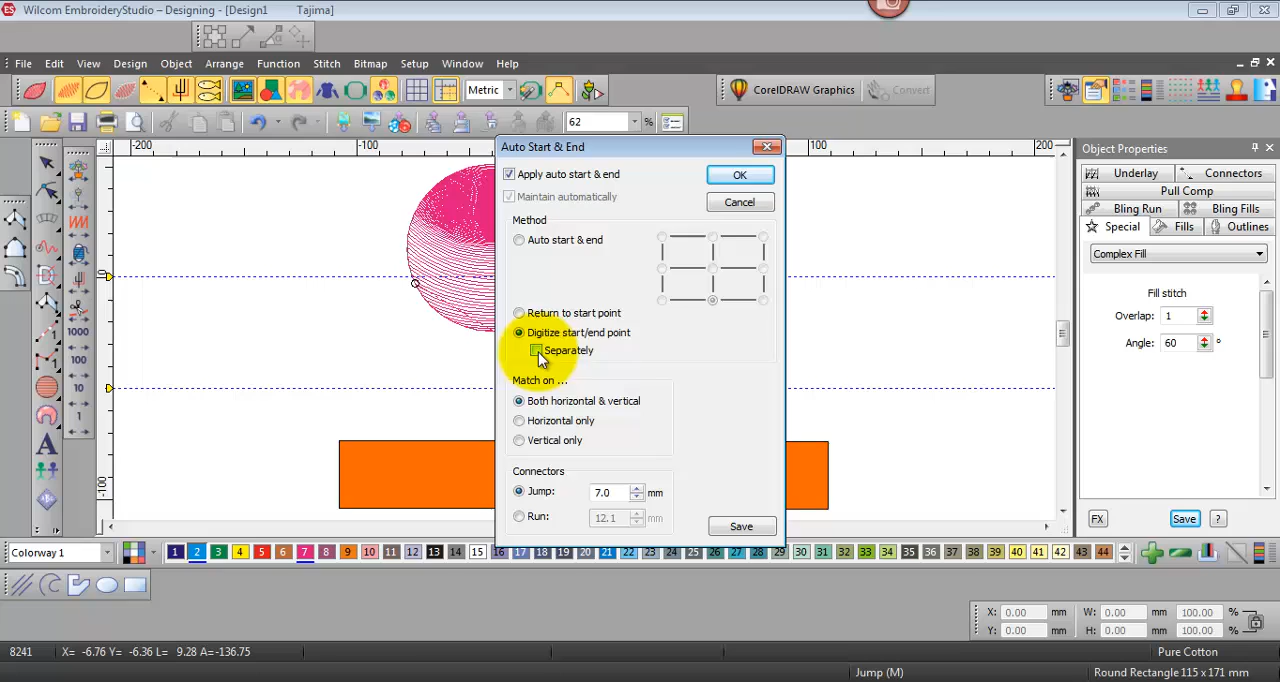 ES Wilcom EmbroideryStudio – Designing - [Design1 Tajima]
File Edit View Design Object Arrange Function Stitch Bitmap Setup Window Help
Metric CorelDRAW Graphics Convert
62 %
-200 -100 100 200
Auto Start & End
Apply auto start & end OK
Maintain automatically Cancel
Method
Auto start & end
Return to start point
Digitize start/end point
Separately
Match on ...
Both horizontal & vertical
Horizontal only
Vertical only
Connectors
Jump: 7.0 mm
Run: 12.1 mm
Save
Object Properties
Underlay Connectors
Pull Comp
Bling Run Bling Fills
Special Fills Outlines
Complex Fill
Fill stitch
Overlap: 1
Angle: 60 °
FX Save ?
1000
100
10
1
0
-100
Colorway 1 1 2 3 4 5 6 7 8 9 10 11 12 13 14 15 16 17 18 19 20 21 22 23 24 25 26 27 28 29 30 31 32 33 34 35 36 37 38 39 40 41 42 43 44
X: 0.00 mm W: 0.00 mm 100.00 %
Y: 0.00 mm H: 0.00 mm 100.00 %
8241 X= -6.76 Y= -6.36 L= 9.28 A=-136.75 Pure Cotton
Jump (M) Round Rectangle 115 x 171 mm